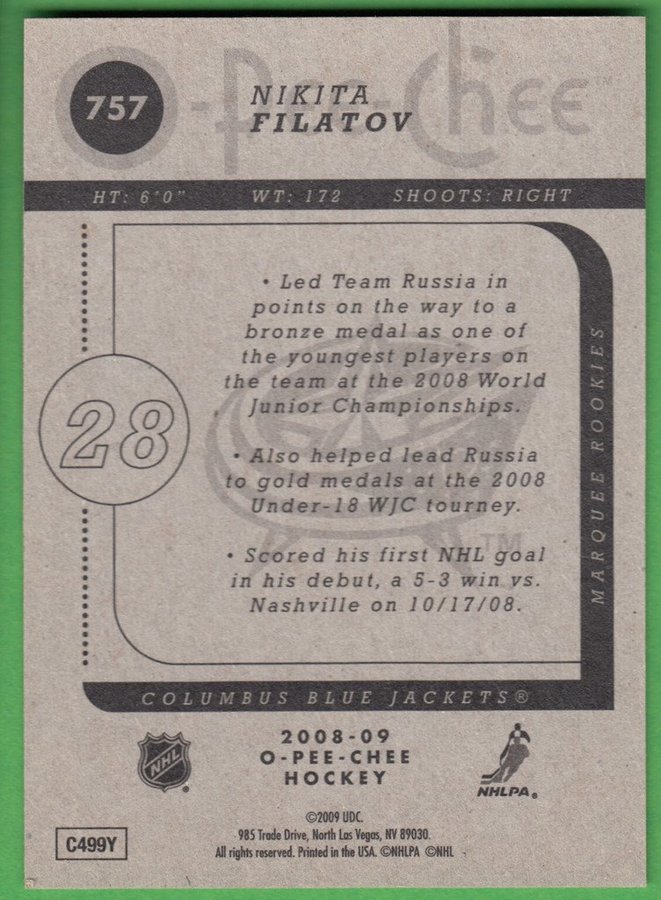 O-Pee-Chee™
757
NIKITA
FILATOV
HT: 6'0" WT: 172 SHOOTS: RIGHT
• Led Team Russia in
points on the way to a
bronze medal as one of
the youngest players on
the team at the 2008 World
Junior Championships.
• Also helped lead Russia
to gold medals at the 2008
Under-18 WJC tourney.
• Scored his first NHL goal
in his debut, a 5-3 win vs.
Nashville on 10/17/08.
28
TM
MARQUEE ROOKIES
COLUMBUS BLUE JACKETS®
NHL®
2008-09
O-PEE-CHEE
HOCKEY
NHLPA®
©2009 UDC.
985 Trade Drive, North Las Vegas, NV 89030.
All rights reserved. Printed in the USA. ©NHLPA ©NHL
C499Y